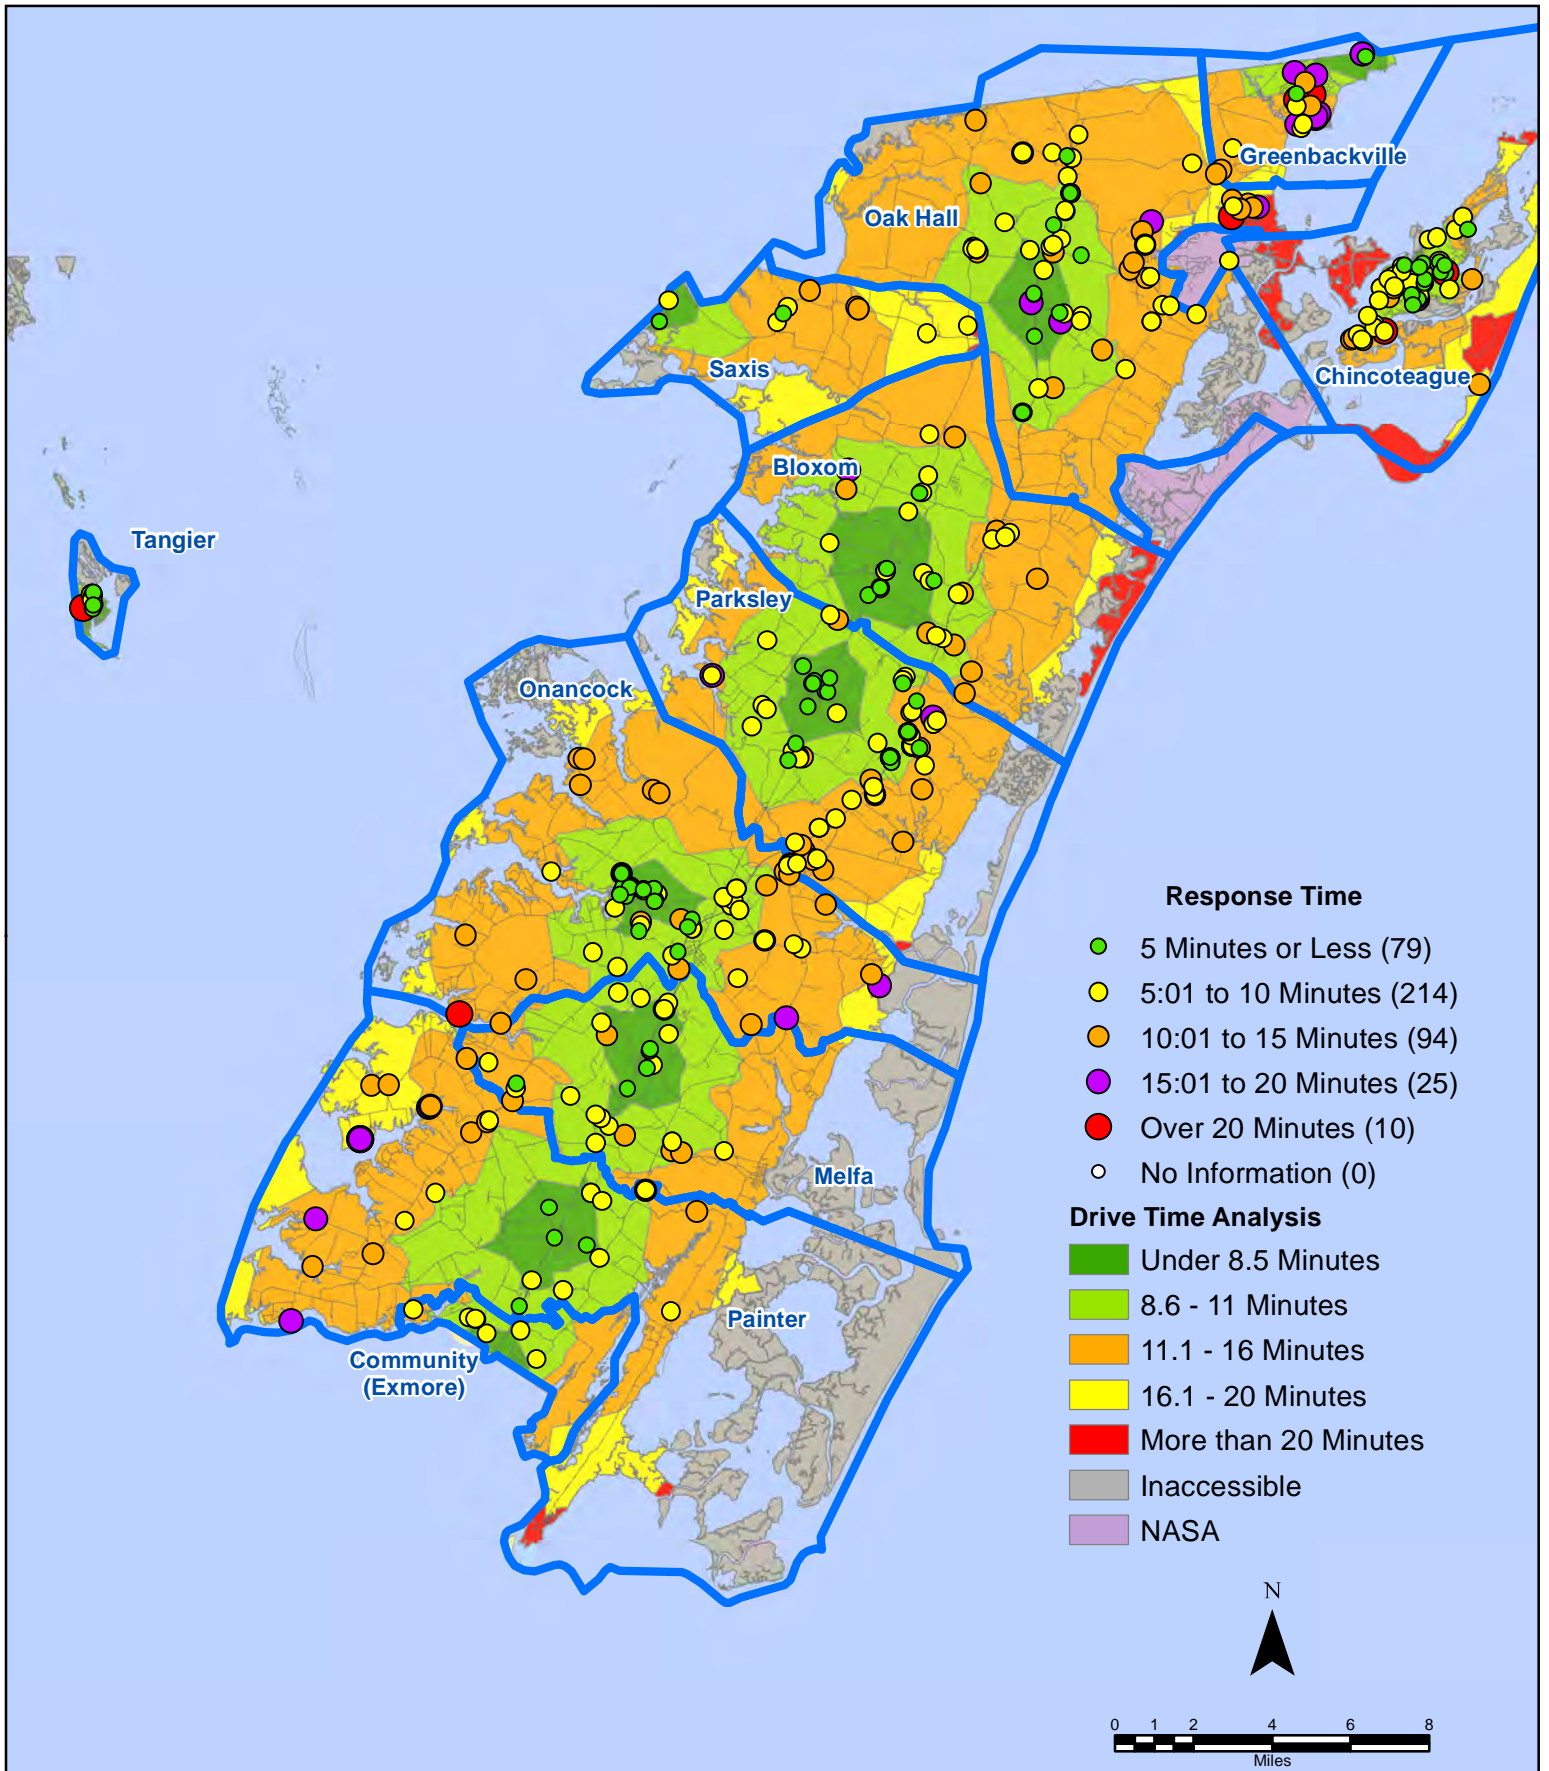 Greenbackville
Oak Hall
Saxis
Chincoteague
Bloxom
Tangier
Parksley
Onancock
Melfa
Painter
Community
(Exmore)
Response Time
5 Minutes or Less (79)
5:01 to 10 Minutes (214)
10:01 to 15 Minutes (94)
15:01 to 20 Minutes (25)
Over 20 Minutes (10)
No Information (0)
Drive Time Analysis
Under 8.5 Minutes
8.6 - 11 Minutes
11.1 - 16 Minutes
16.1 - 20 Minutes
More than 20 Minutes
Inaccessible
NASA
N
0 1 2 4 6 8
Miles